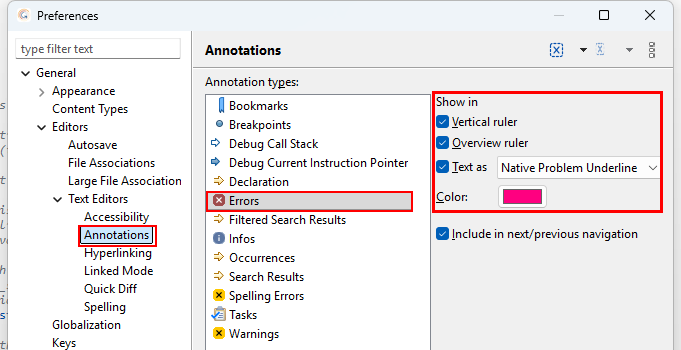 Preferences
type filter text
General
Appearance
Content Types
Editors
Autosave
File Associations
Large File Association
Text Editors
Accessibility
Annotations
Hyperlinking
Linked Mode
Quick Diff
Spelling
Globalization
Keys
Annotations
Annotation types:
Bookmarks
Breakpoints
Debug Call Stack
Debug Current Instruction Pointer
Declaration
Errors
Filtered Search Results
Infos
Occurrences
Search Results
Spelling Errors
Tasks
Warnings
Show in
Vertical ruler
Overview ruler
Text as Native Problem Underline
Color:
Include in next/previous navigation